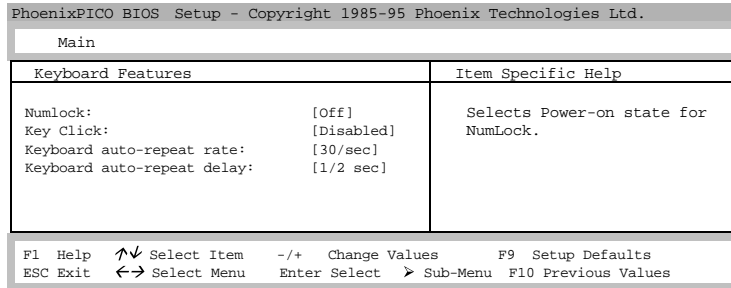 PhoenixPICO BIOS Setup - Copyright 1985-95 Phoenix Technologies Ltd.
Main
Keyboard Features
Item Specific Help
Numlock: [Off]
Key Click: [Disabled]
Keyboard auto-repeat rate: [30/sec]
Keyboard auto-repeat delay: [1/2 sec]
Selects Power-on state for
NumLock.
F1 Help ↑↓ Select Item -/+ Change Values F9 Setup Defaults
ESC Exit ←→ Select Menu Enter Select ➢ Sub-Menu F10 Previous Values